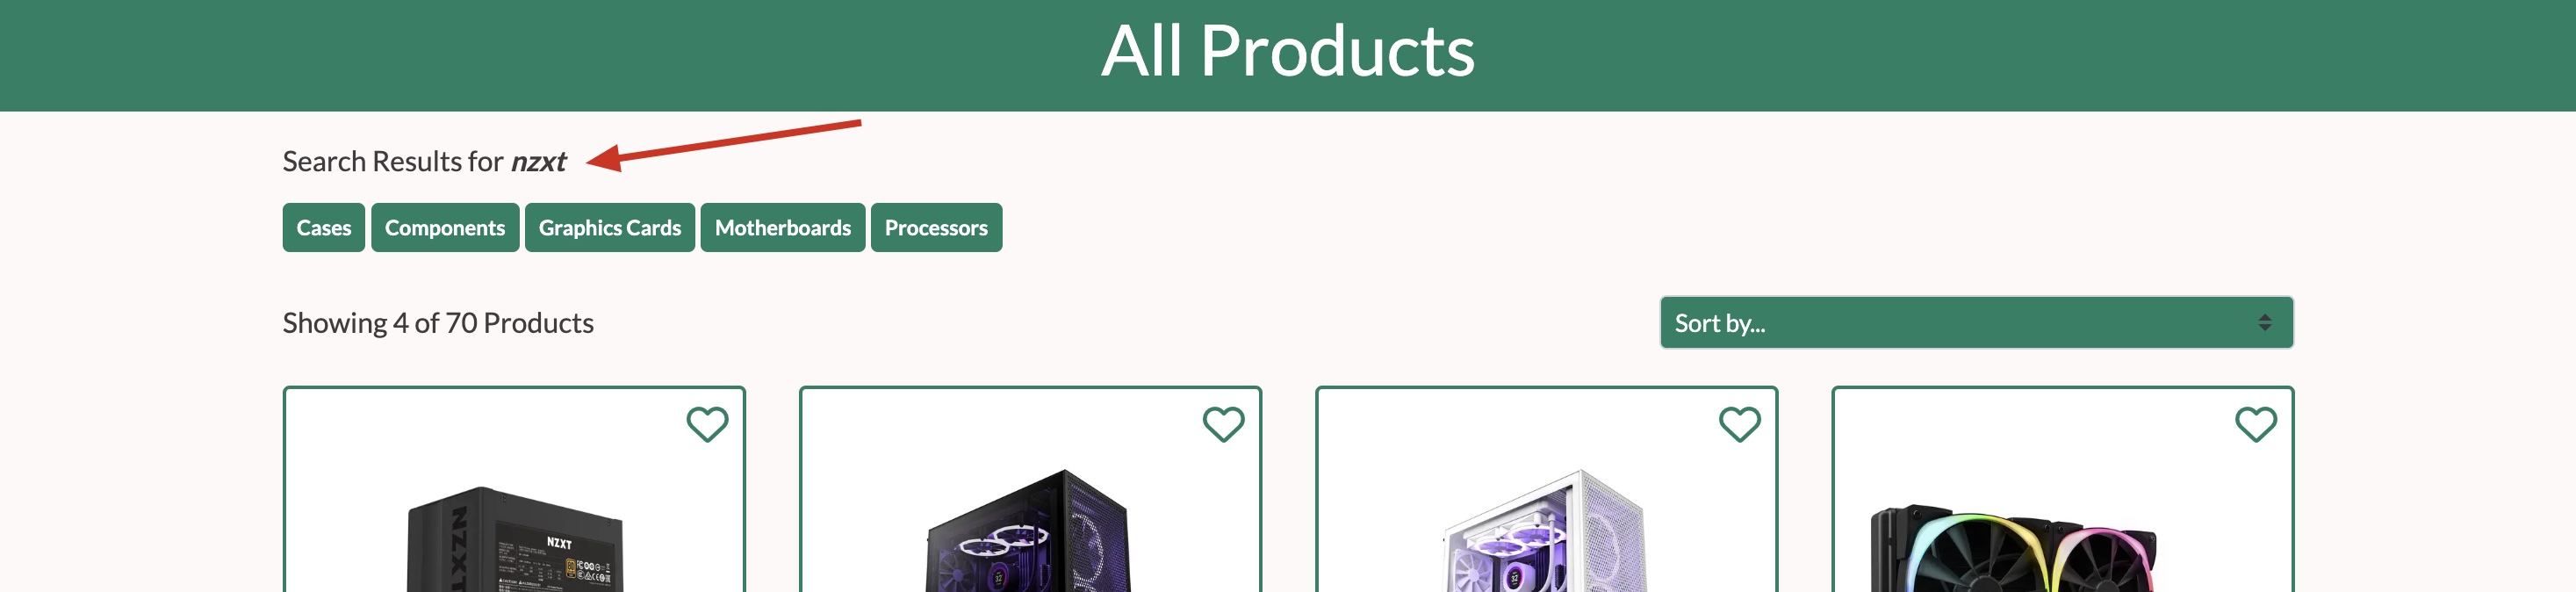 All Products
Search Results for nzxt
Cases
Components
Graphics Cards
Motherboards
Processors
Showing 4 of 70 Products
Sort by...
NZXT
NZXT